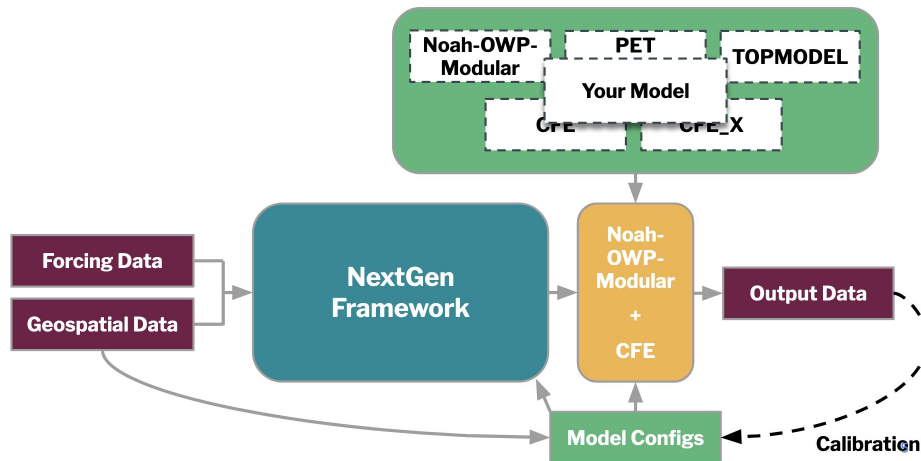 Noah-OWP-
Modular
PET
TOPMODEL
Your Model
CFE
CFE_X
Forcing Data
Geospatial Data
NextGen
Framework
Noah-
OWP-
Modular
+
CFE
Output Data
Model Configs
Calibration